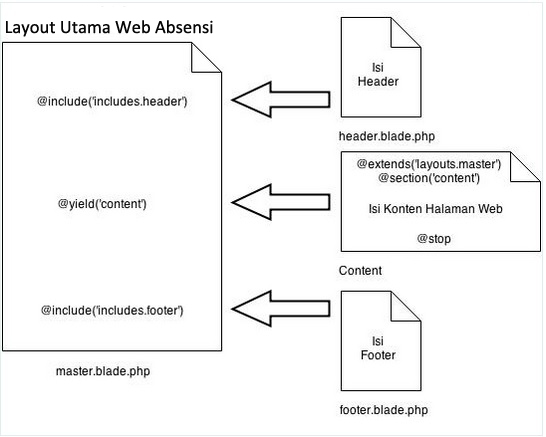 Layout Utama Web Absensi
@include('includes.header')
Isi
Header
header.blade.php
@extends('layouts.master')
@section('content')
@yield('content')
Isi Konten Halaman Web
@stop
Content
@include('includes.footer')
Isi
Footer
master.blade.php
footer.blade.php